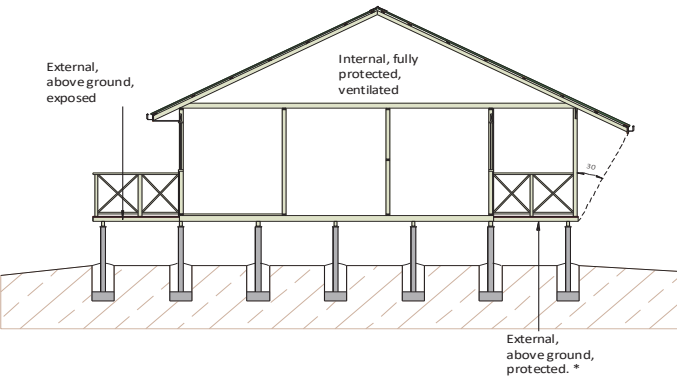 External,
above ground,
exposed
Internal, fully
protected,
ventilated
30
External,
above ground,
protected. *